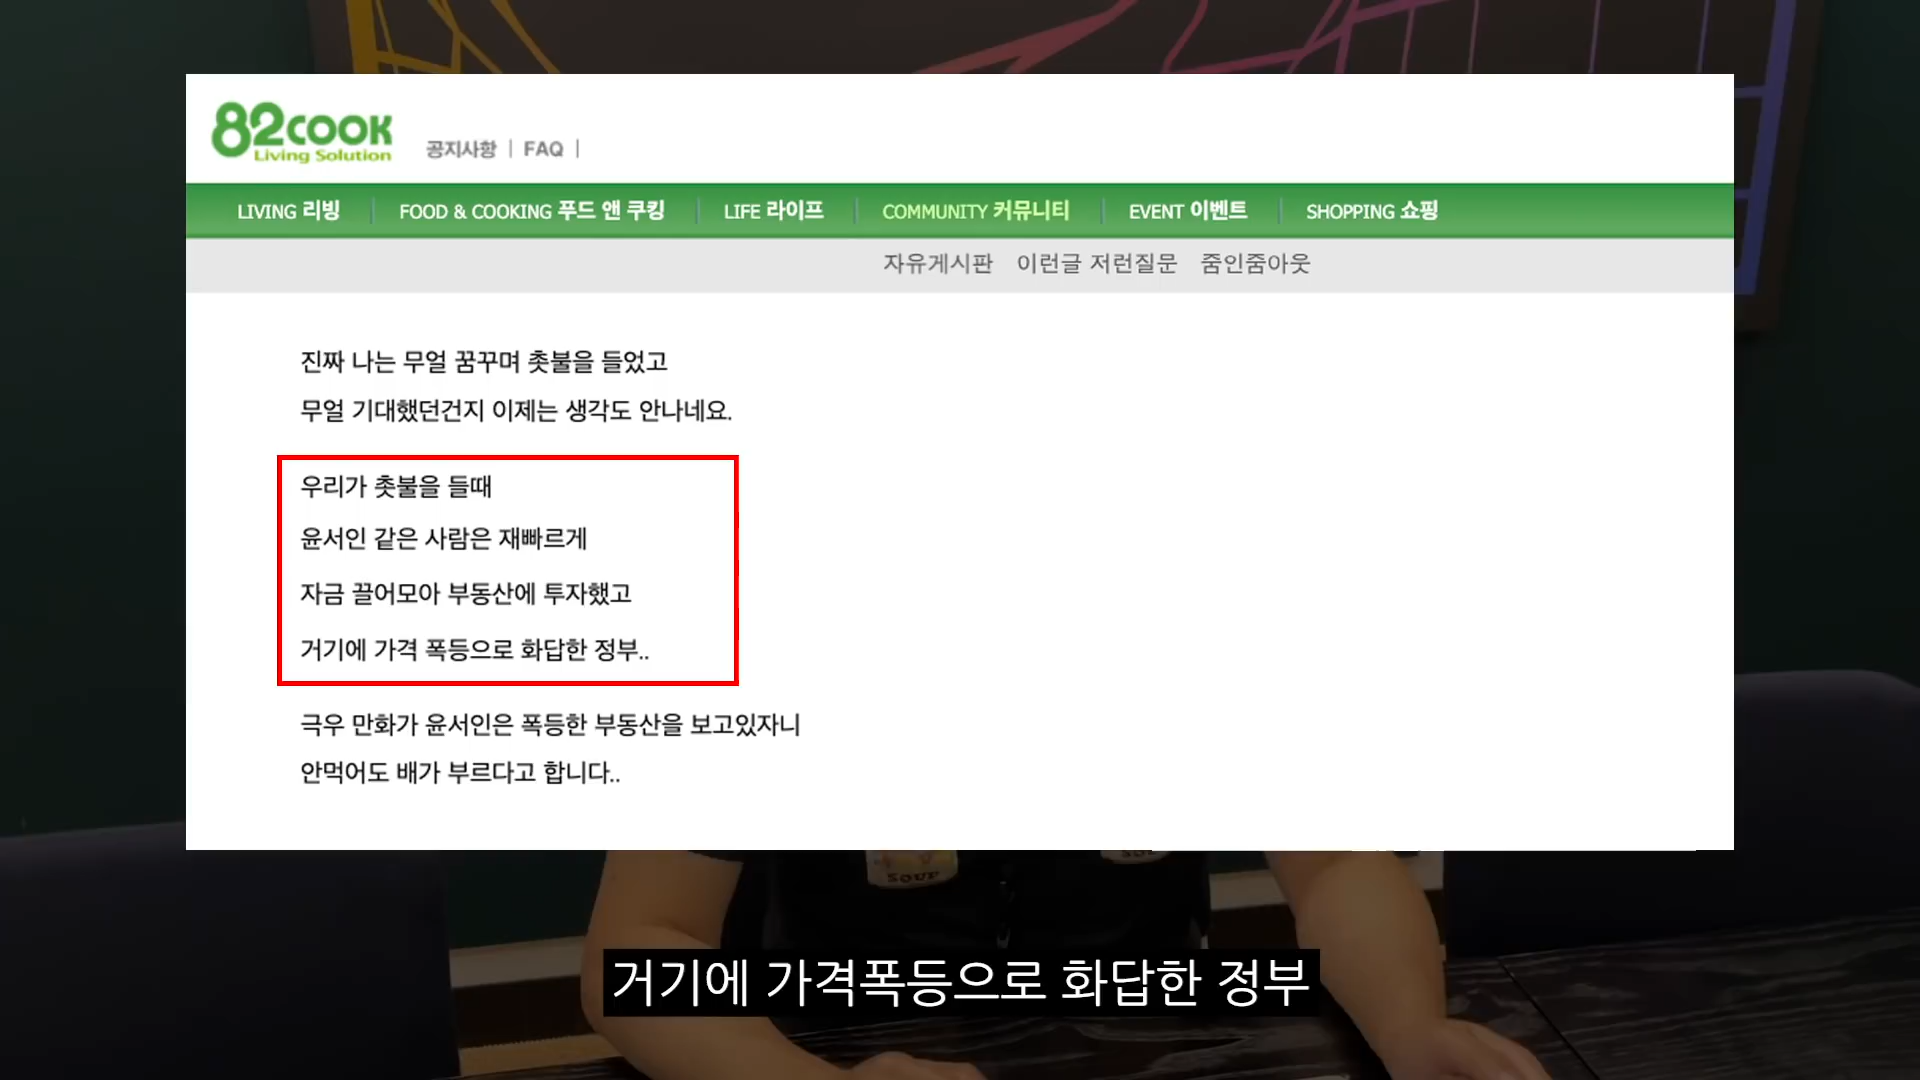 82COOK
Living Solution
공지사항 | FAQ |
LIVING 리빙 | FOOD & COOKING 푸드 앤 쿠킹 | LIFE 라이프 | COMMUNITY 커뮤니티 | EVENT 이벤트 | SHOPPING 쇼핑
자유게시판 이런글 저런질문 줌인줌아웃
진짜 나는 무얼 꿈꾸며 촛불을 들었고
무얼 기대했던건지 이제는 생각도 안나네요.
우리가 촛불을 들때
윤서인 같은 사람은 재빠르게
자금 끌어모아 부동산에 투자했고
거기에 가격 폭등으로 화답한 정부..
극우 만화가 윤서인은 폭등한 부동산을 보고있자니
안먹어도 배가 부르다고 합니다..
SOUP
거기에 가격폭등으로 화답한 정부